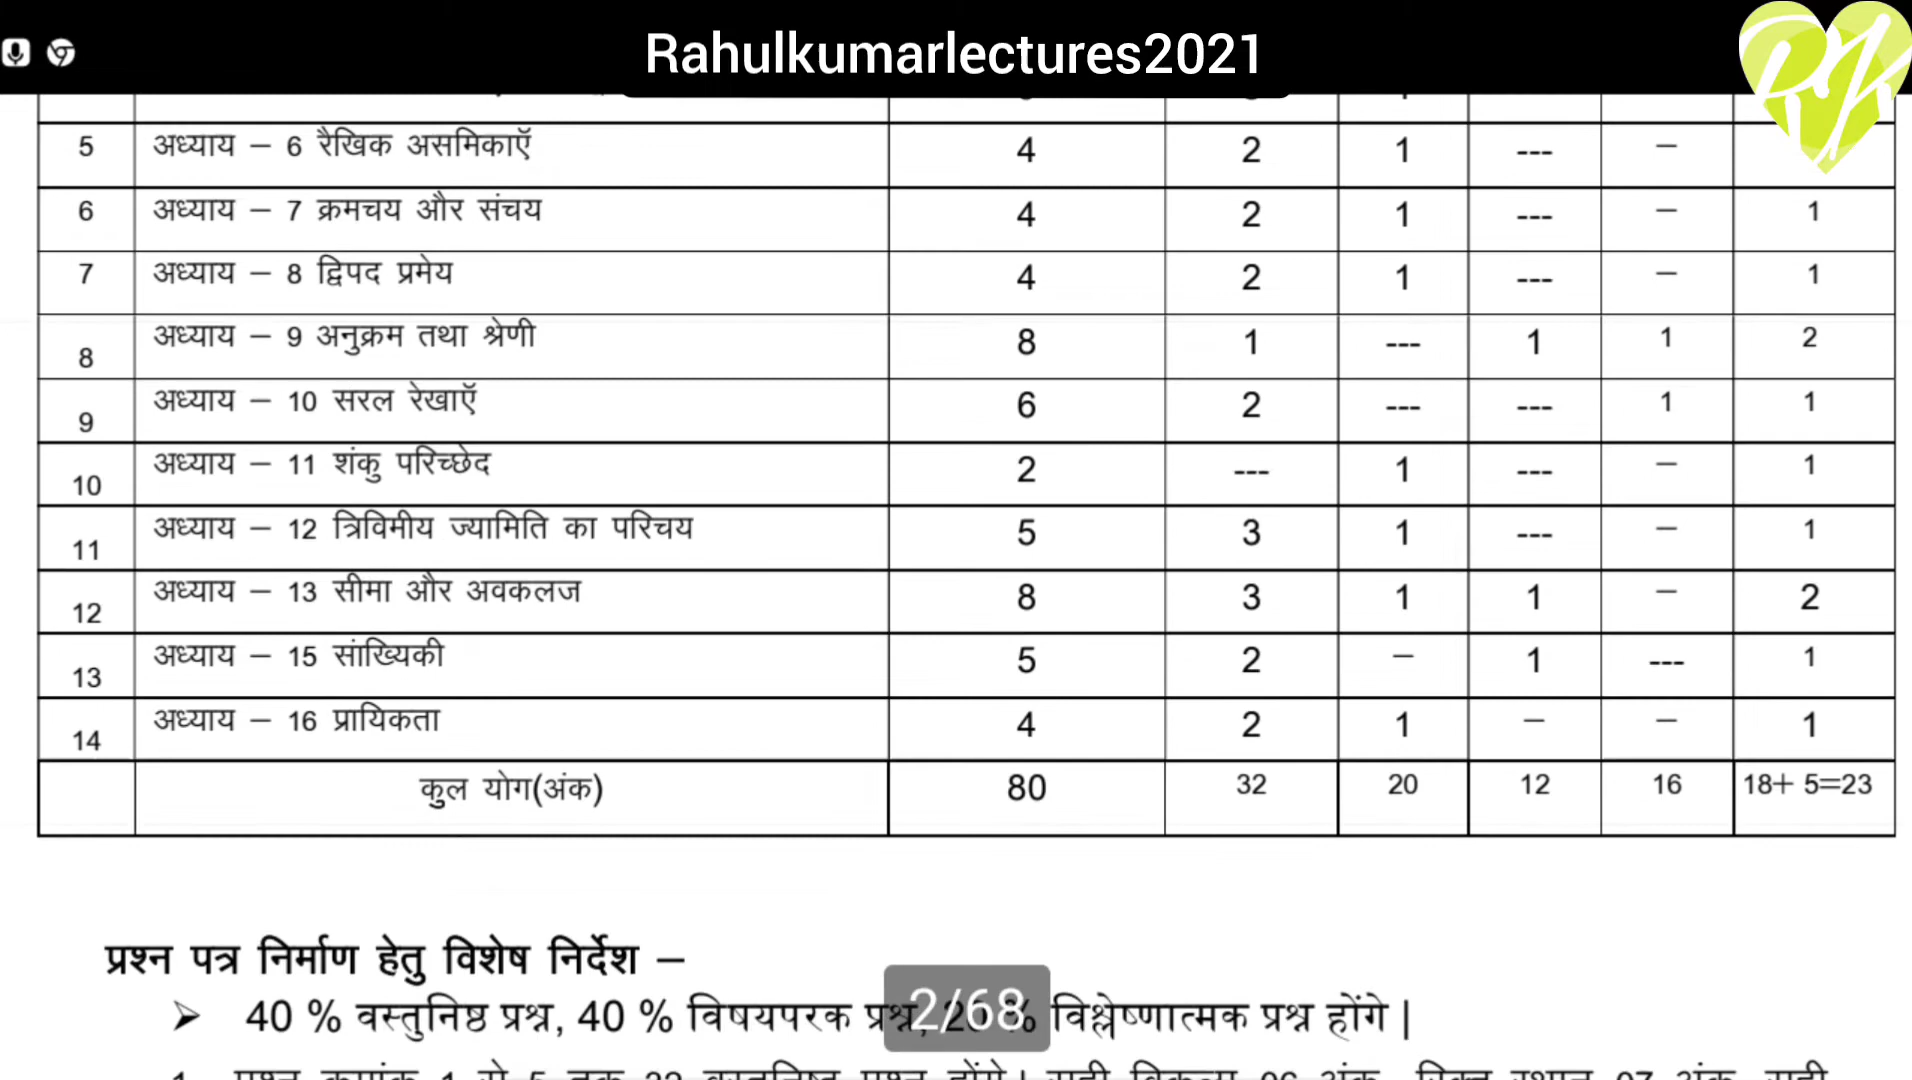 Rahulkumarlectures2021
RK
5 अध्याय – 6 रैखिक असमिकाऍ 4 2 1 --- –
6 अध्याय – 7 क्रमचय और संचय 4 2 1 --- – 1
7 अध्याय – 8 द्विपद प्रमेय 4 2 1 --- – 1
8 अध्याय – 9 अनुक्रम तथा श्रेणी 8 1 --- 1 1 2
9 अध्याय – 10 सरल रेखाऍ 6 2 --- --- 1 1
10 अध्याय – 11 शंकु परिच्छेद 2 --- 1 --- – 1
11 अध्याय – 12 त्रिविमीय ज्यामिति का परिचय 5 3 1 --- – 1
12 अध्याय – 13 सीमा और अवकलज 8 3 1 1 – 2
13 अध्याय – 15 सांख्यिकी 5 2 – 1 --- 1
14 अध्याय – 16 प्रायिकता 4 2 1 – – 1
कुल योग(अंक) 80 32 20 12 16 18+ 5=23
प्रश्न पत्र निर्माण हेतु विशेष निर्देश –
➢ 40 % वस्तुनिष्ठ प्रश्न, 40 % विषयपरक प्रश्न, 20 % विश्लेष्णात्मक प्रश्न होंगे |
2/68